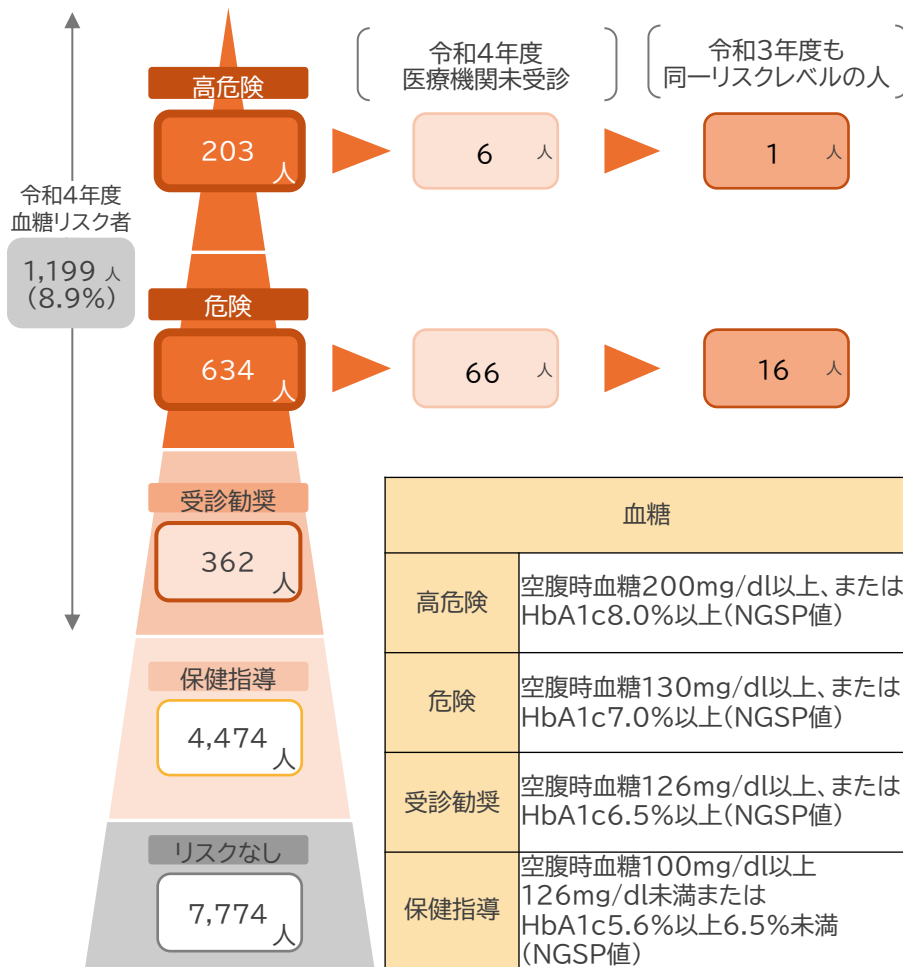 令和4年度
医療機関未受診
令和3年度も
同一リスクレベルの人
高危険
203
人
6 人
1 人
令和4年度
血糖リスク者
1,199 人
(8.9%)
危険
634
人
66 人
16 人
受診勧奨
362
人
保健指導
4,474
人
リスクなし
7,774
人
血糖
高危険
空腹時血糖200mg/dl以上、または
HbA1c8.0%以上(NGSP値)
危険
空腹時血糖130mg/dl以上、または
HbA1c7.0%以上(NGSP値)
受診勧奨
空腹時血糖126mg/dl以上、または
HbA1c6.5%以上(NGSP値)
保健指導
空腹時血糖100mg/dl以上
126mg/dl未満または
HbA1c5.6%以上6.5%未満
(NGSP値)